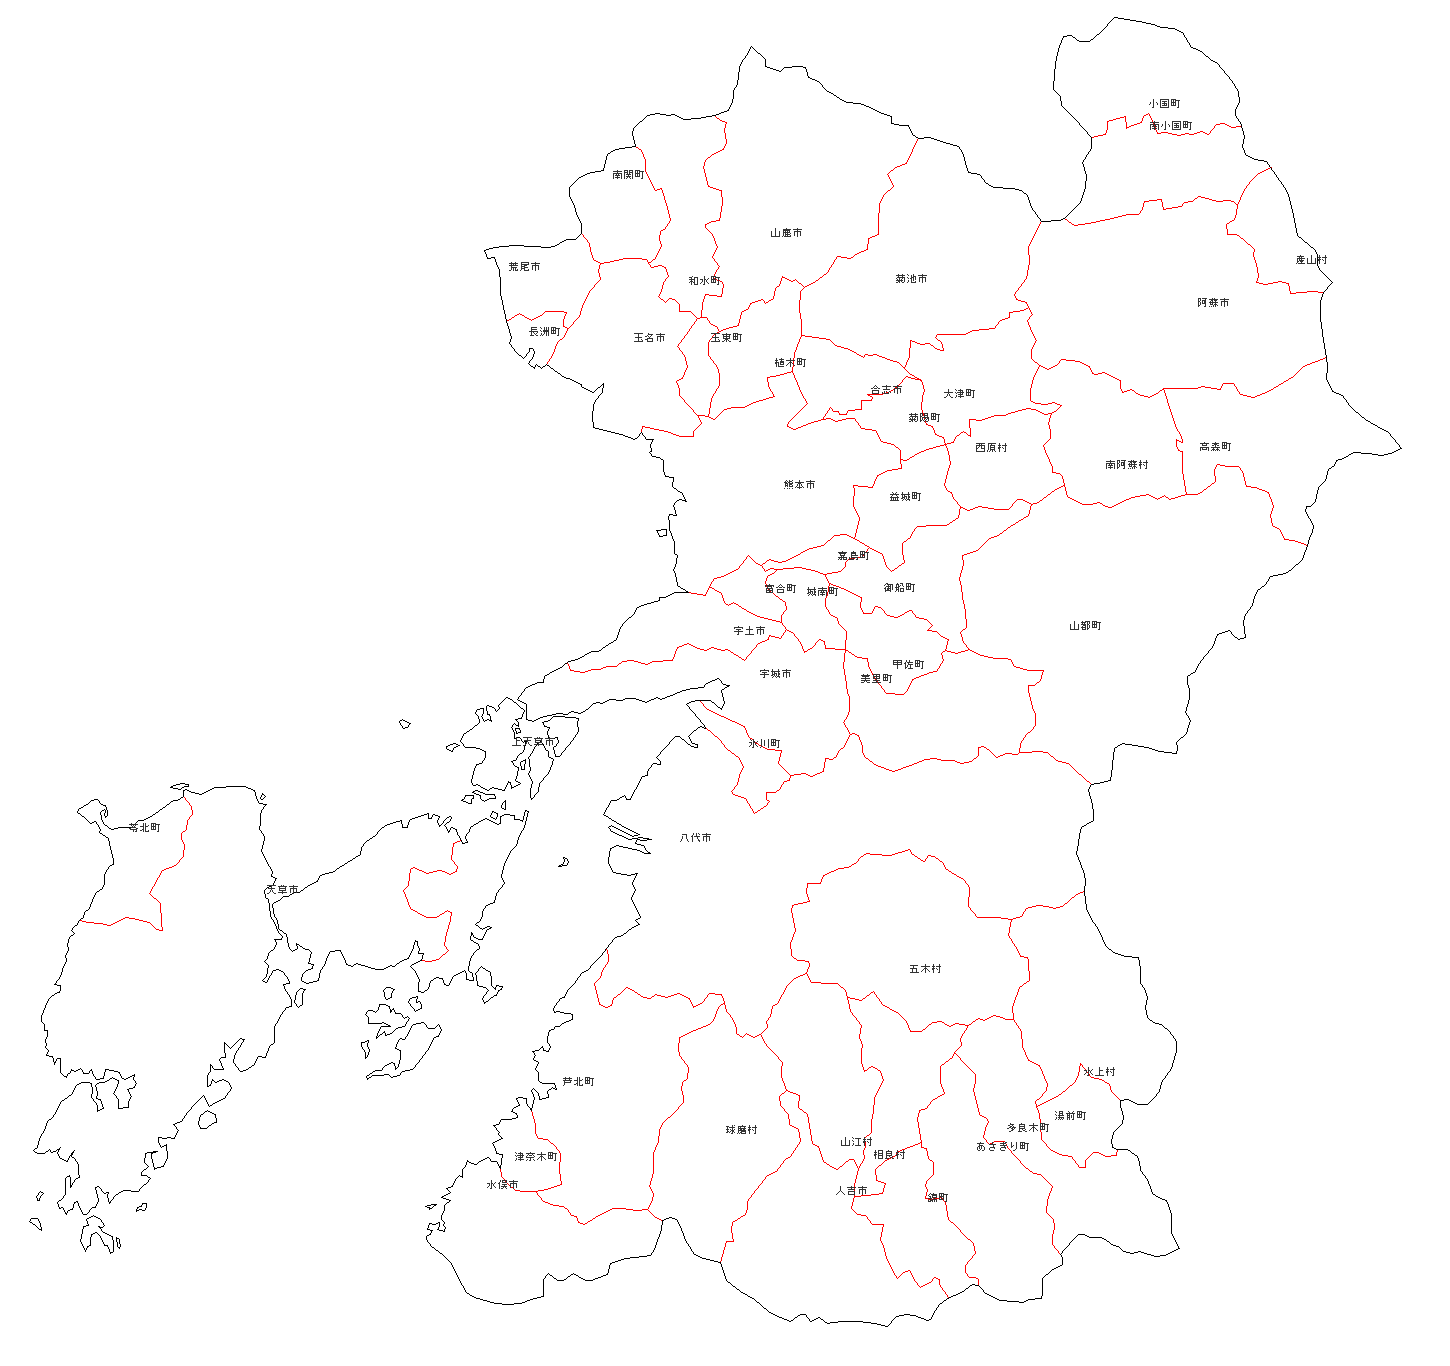 小国町
南小国町
南関町
山鹿市
産山村
荒尾市
菊池市
和水町
阿蘇市
長洲町
玉名市
玉東町
植木町
合志市
大津町
菊陽町
西原村
高森町
南阿蘇村
熊本市
益城町
嘉島町
富合町
城南町
御船町
山都町
宇土市
甲佐町
宇城市
美里町
上天草市
氷川町
苓北町
八代市
天草市
五木村
水上村
芦北町
湯前町
多良木町
球磨村
山江村
あさぎり町
相良村
津奈木町
水俣市
人吉市
錦町